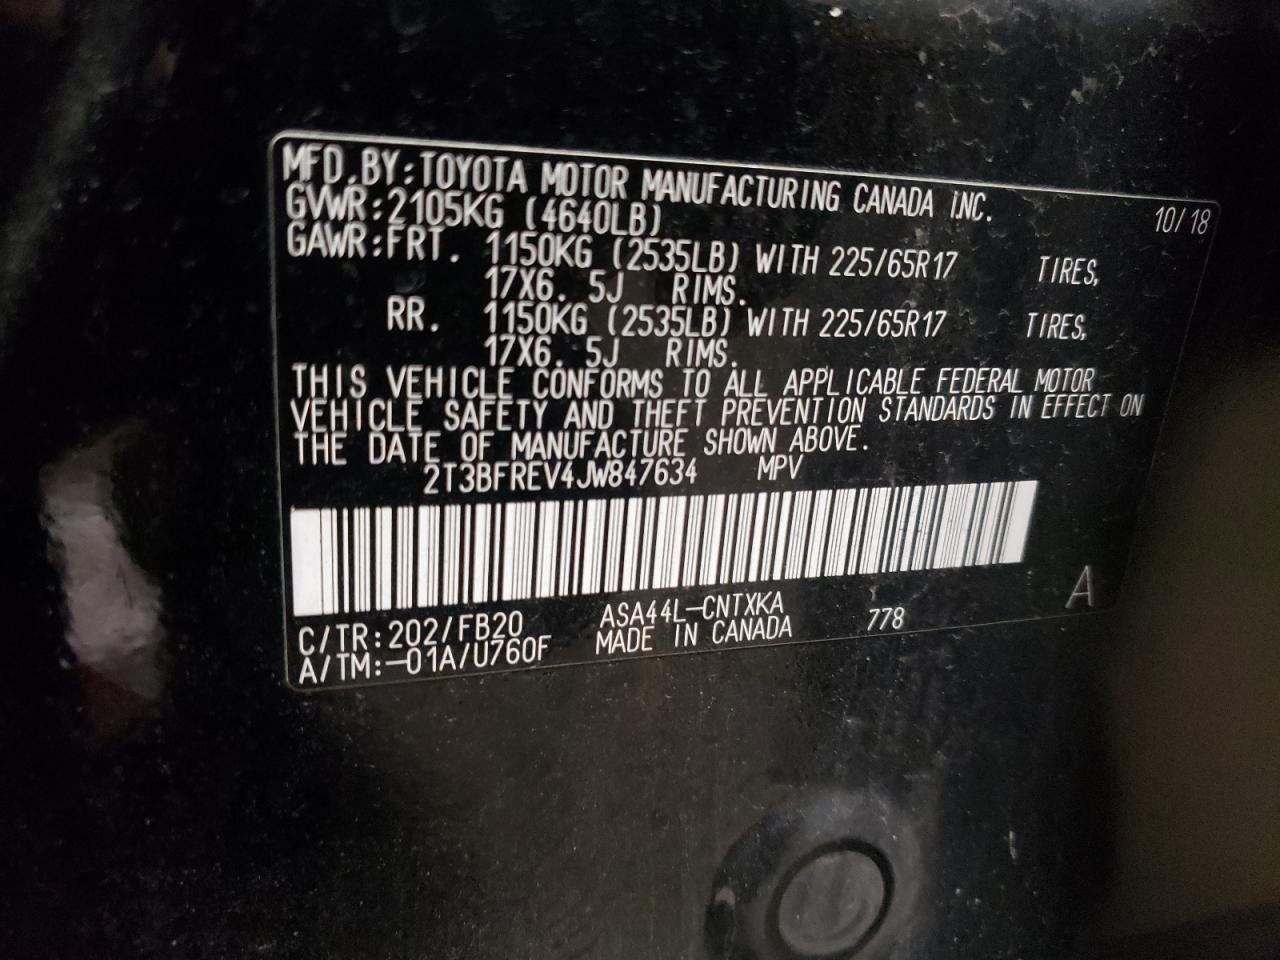 MFD.BY:TOYOTA MOTOR MANUFACTURING CANADA INC. 10/18
GVWR:2105KG (4640LB)
GAWR:FRT. 1150KG (2535LB) WITH 225/65R17 TIRES,
17X6. 5J RIMS.
RR. 1150KG (2535LB) WITH 225/65R17 TIRES,
17X6. 5J RIMS.
THIS VEHICLE CONFORMS TO ALL APPLICABLE FEDERAL MOTOR
VEHICLE SAFETY AND THEFT PREVENTION STANDARDS IN EFFECT ON
THE DATE OF MANUFACTURE SHOWN ABOVE.
2T3BFREV4JW847634 MPV
A
C/TR:202/FB20 ASA44L-CNTXKA 778
A/TM:-01A/U760F MADE IN CANADA